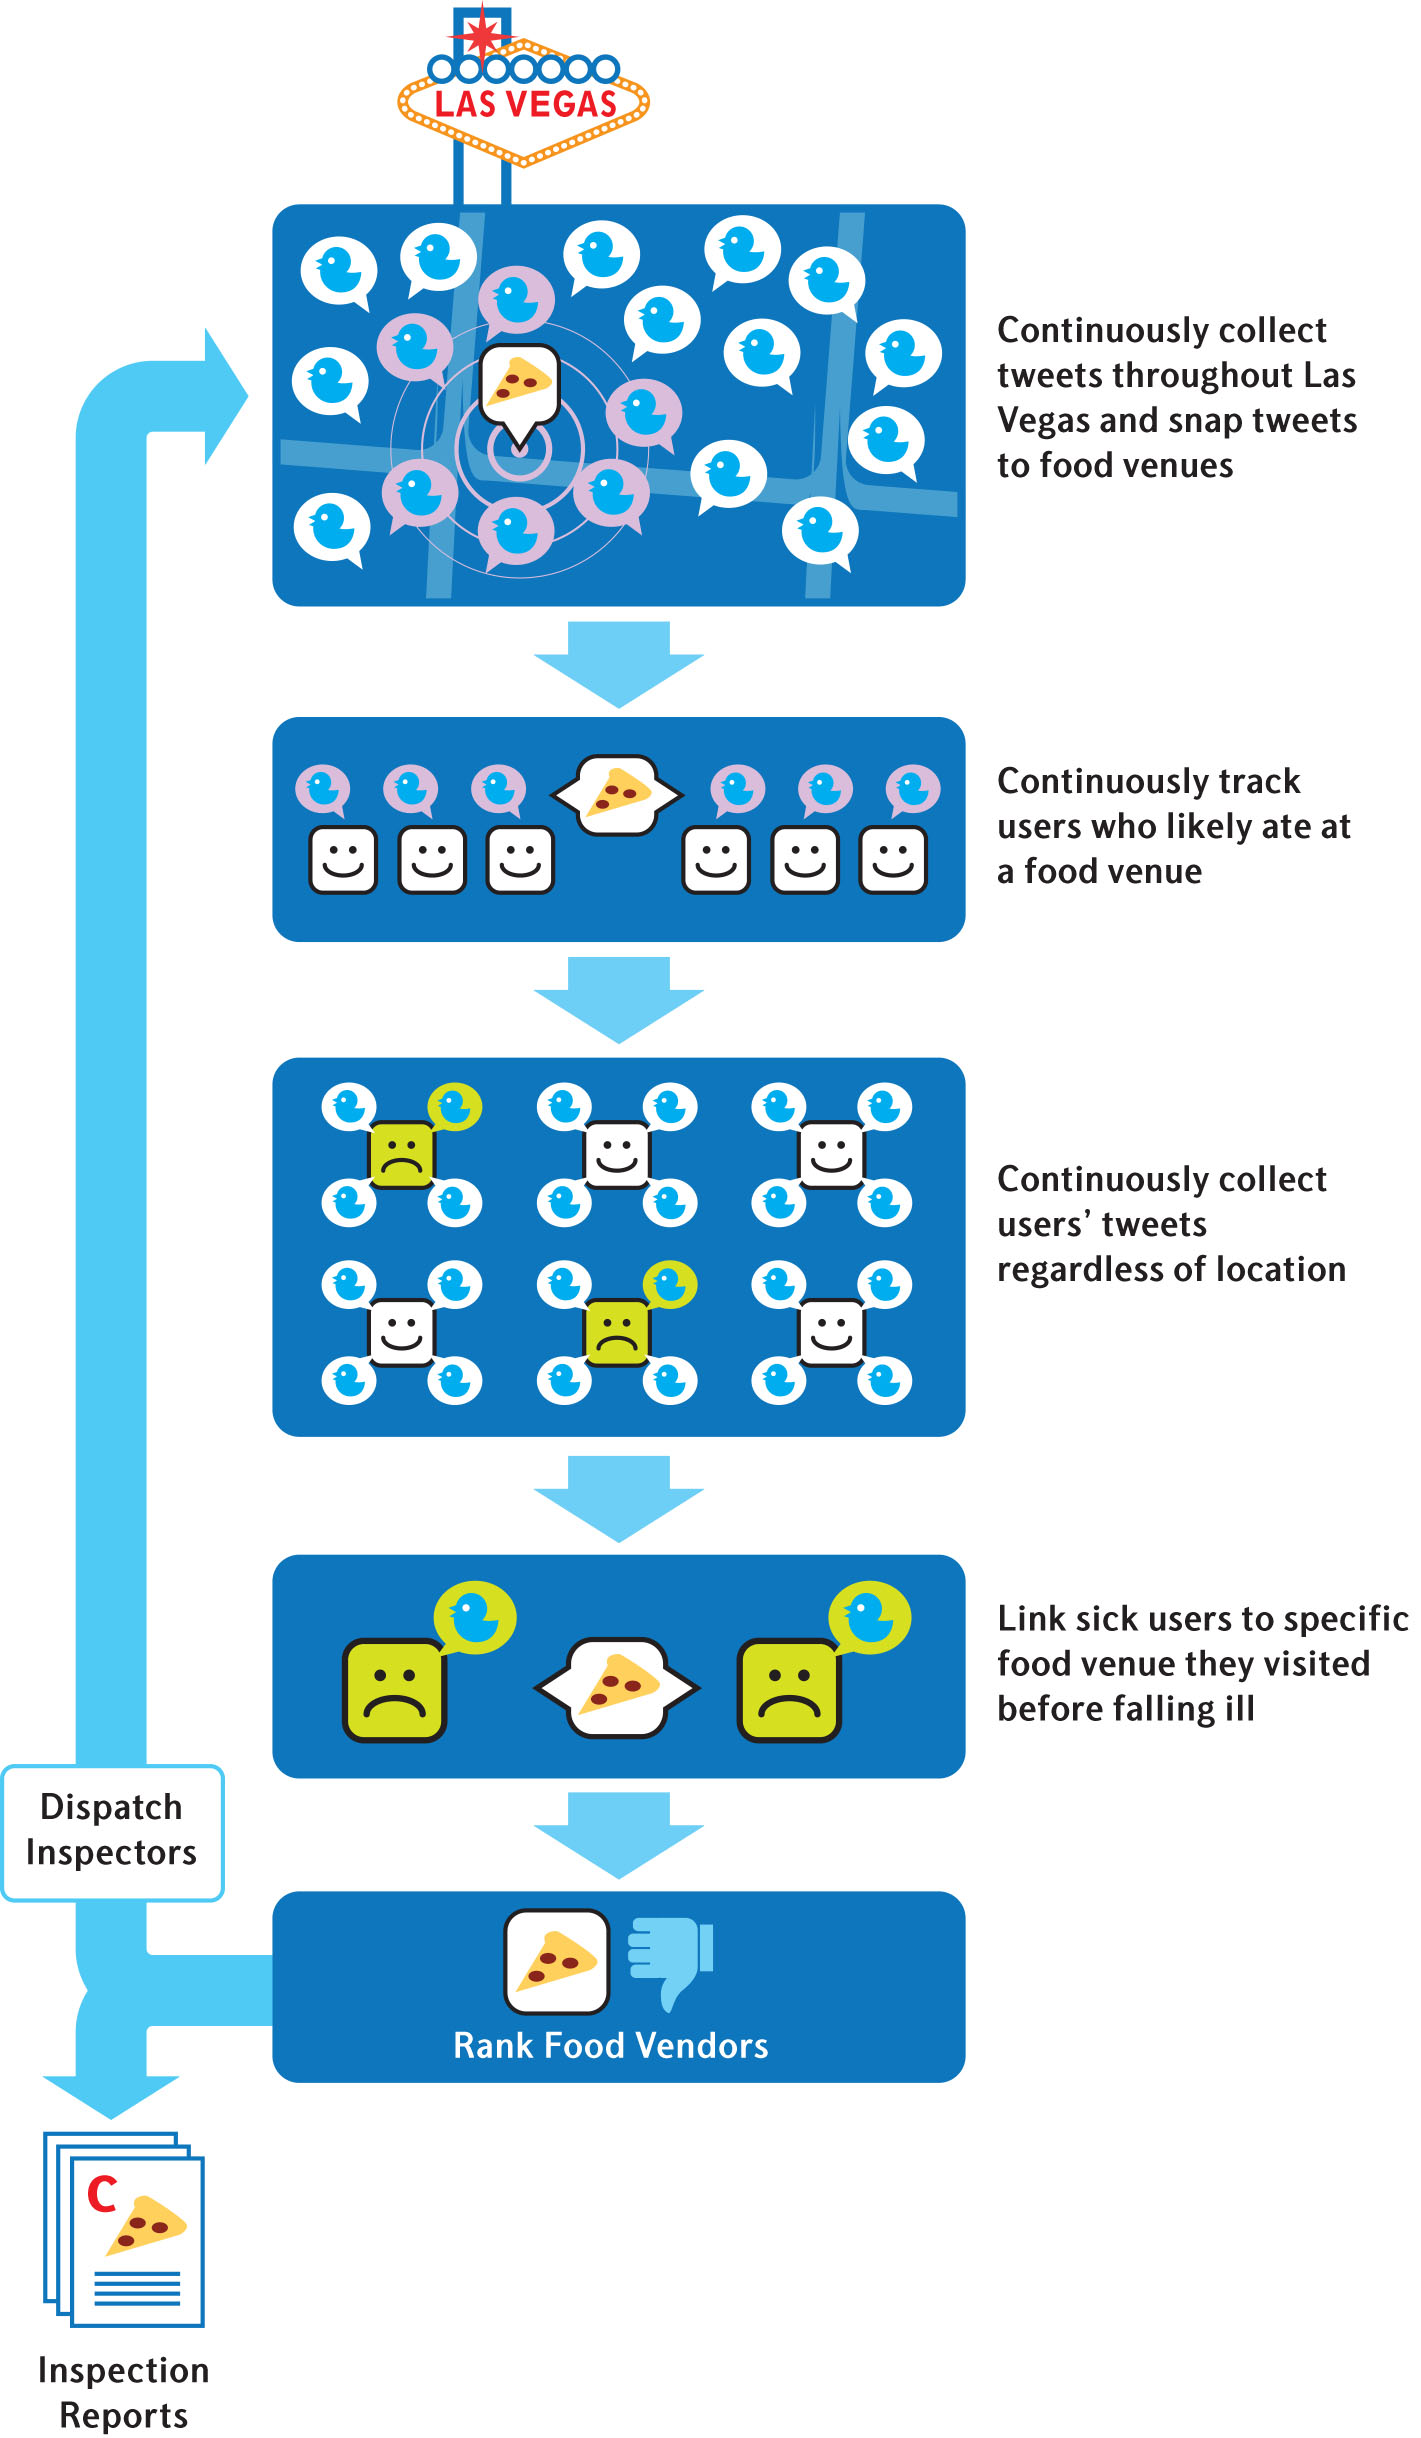 LAS VEGAS
Continuously collect
tweets throughout Las
Vegas and snap tweets
to food venues
Continuously track
users who likely ate at
a food venue
Continuously collect
users’ tweets
regardless of location
Link sick users to specific
food venue they visited
before falling ill
Dispatch
Inspectors
Rank Food Vendors
C
Inspection
Reports